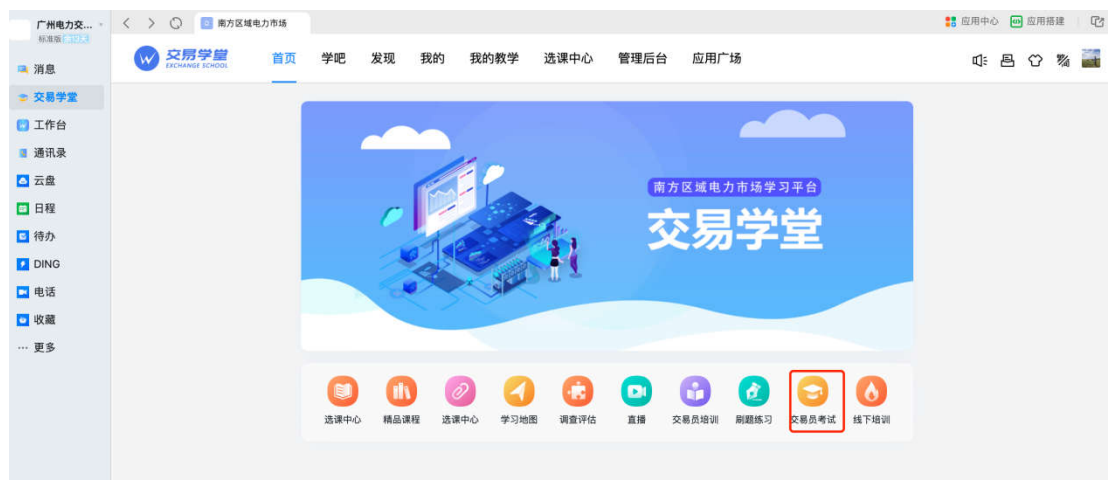 广州电力交...
标准版
南方区域电力市场
应用中心
应用搭建
交易学堂
EXCHANGE SCHOOL
首页 学吧 发现 我的 我的教学 选课中心 管理后台 应用广场
消息
交易学堂
工作台
通讯录
云盘
日程
待办
DING
电话
收藏
更多
南方区域电力市场学习平台
交易学堂
选课中心 精品课程 选课中心 学习地图 调查评估 直播 交易员培训 刷题练习 交易员考试 线下培训